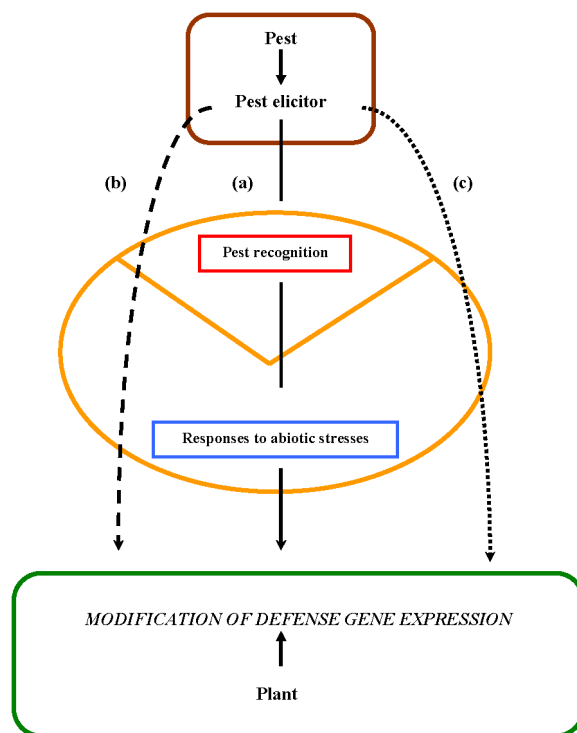 Pest
Pest elicitor
(b)
(a)
(c)
Pest recognition
Responses to abiotic stresses
MODIFICATION OF DEFENSE GENE EXPRESSION
Plant